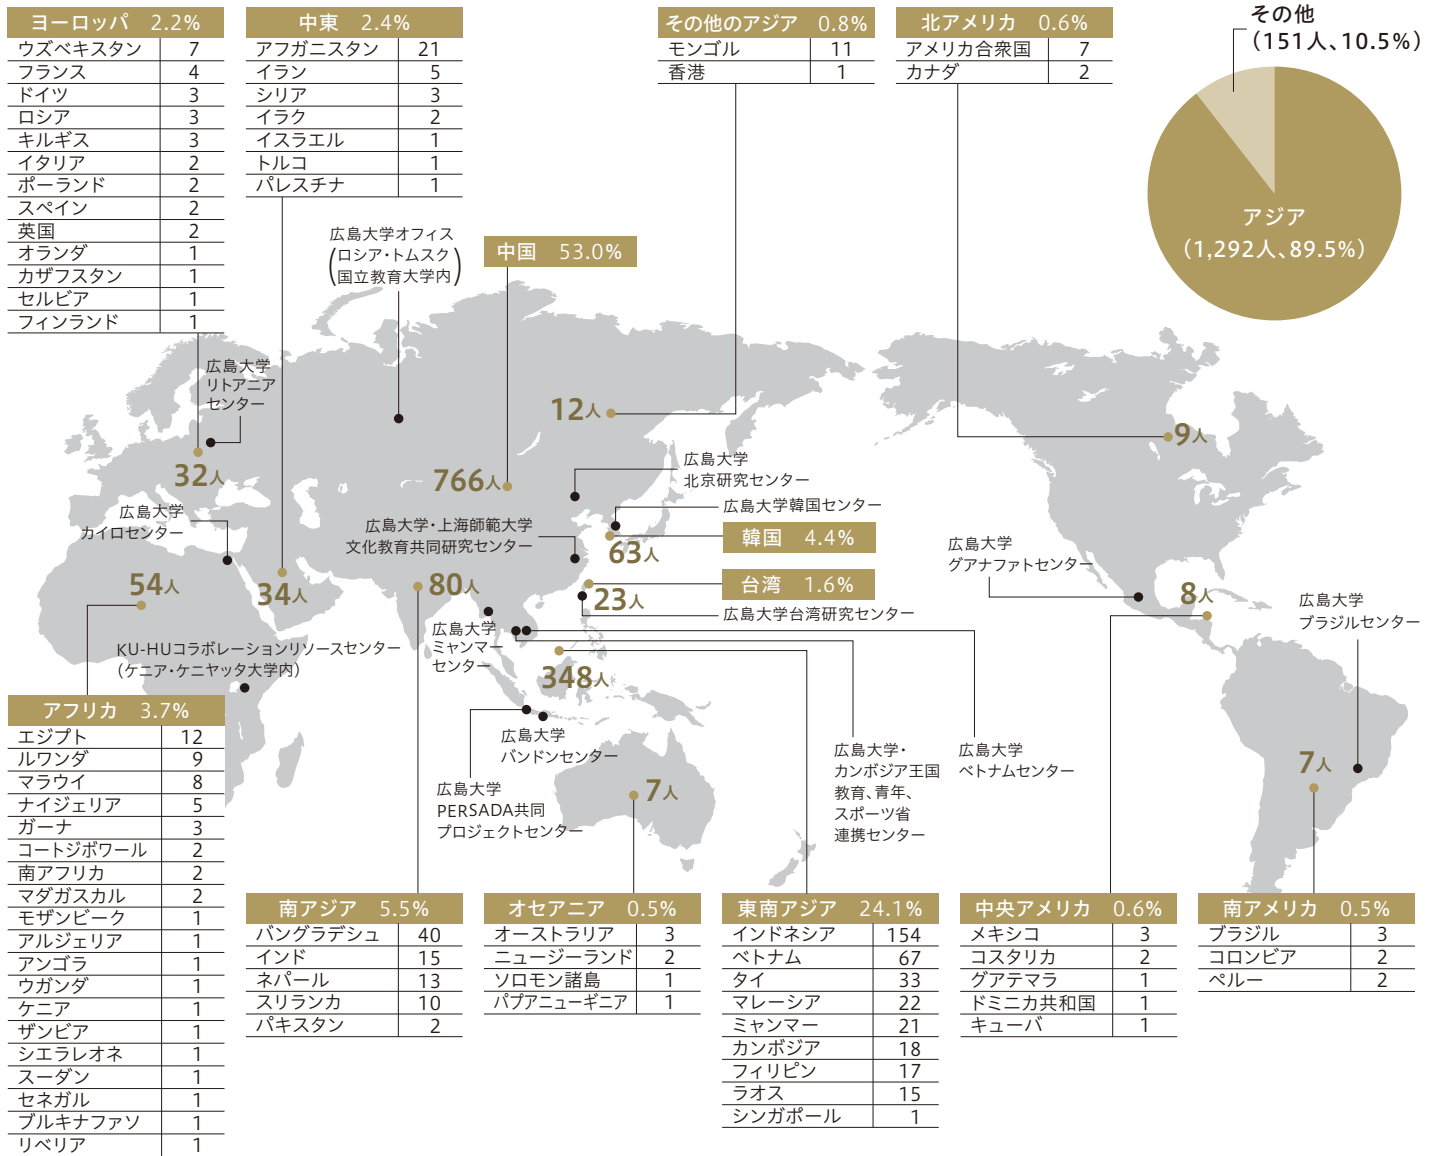 ヨーロッパ 2.2%
ウズベキスタン 7
フランス 4
ドイツ 3
ロシア 3
キルギス 3
イタリア 2
ポーランド 2
スペイン 2
英国 2
オランダ 1
カザフスタン 1
セルビア 1
フィンランド 1
中東 2.4%
アフガニスタン 21
イラン 5
シリア 3
イラク 2
イスラエル 1
トルコ 1
パレスチナ 1
その他のアジア 0.8%
モンゴル 11
香港 1
北アメリカ 0.6%
アメリカ合衆国 7
カナダ 2
その他
（151人、10.5%）
アジア
（1,292人、89.5%）
広島大学オフィス
（ロシア・トムスク
国立教育大学内）
中国 53.0%
広島大学
リトアニア
センター
32人
12人
9人
766人
広島大学
北京研究センター
広島大学韓国センター
広島大学
カイロセンター
広島大学・上海師範大学
文化教育共同研究センター
63人
韓国 4.4%
広島大学
グアナファトセンター
54人
34人
80人
23人
台湾 1.6%
広島大学台湾研究センター
8人
広島大学
ブラジルセンター
KU-HUコラボレーションリソースセンター
（ケニア・ケニヤッタ大学内）
広島大学
ミャンマー
センター
348人
広島大学
バンドンセンター
広島大学
PERSADA共同
プロジェクトセンター
7人
広島大学・
カンボジア王国
教育、青年、
スポーツ省
連携センター
広島大学
ベトナムセンター
7人
アフリカ 3.7%
エジプト 12
ルワンダ 9
マラウイ 8
ナイジェリア 5
ガーナ 3
コートジボワール 2
南アフリカ 2
マダガスカル 2
モザンビーク 1
アルジェリア 1
アンゴラ 1
ウガンダ 1
ケニア 1
ザンビア 1
シエラレオネ 1
スーダン 1
セネガル 1
ブルキナファソ 1
リベリア 1
南アジア 5.5%
バングラデシュ 40
インド 15
ネパール 13
スリランカ 10
パキスタン 2
オセアニア 0.5%
オーストラリア 3
ニュージーランド 2
ソロモン諸島 1
パプアニューギニア 1
東南アジア 24.1%
インドネシア 154
ベトナム 67
タイ 33
マレーシア 22
ミャンマー 21
カンボジア 18
フィリピン 17
ラオス 15
シンガポール 1
中央アメリカ 0.6%
メキシコ 3
コスタリカ 2
グアテマラ 1
ドミニカ共和国 1
キューバ 1
南アメリカ 0.5%
ブラジル 3
コロンビア 2
ペルー 2